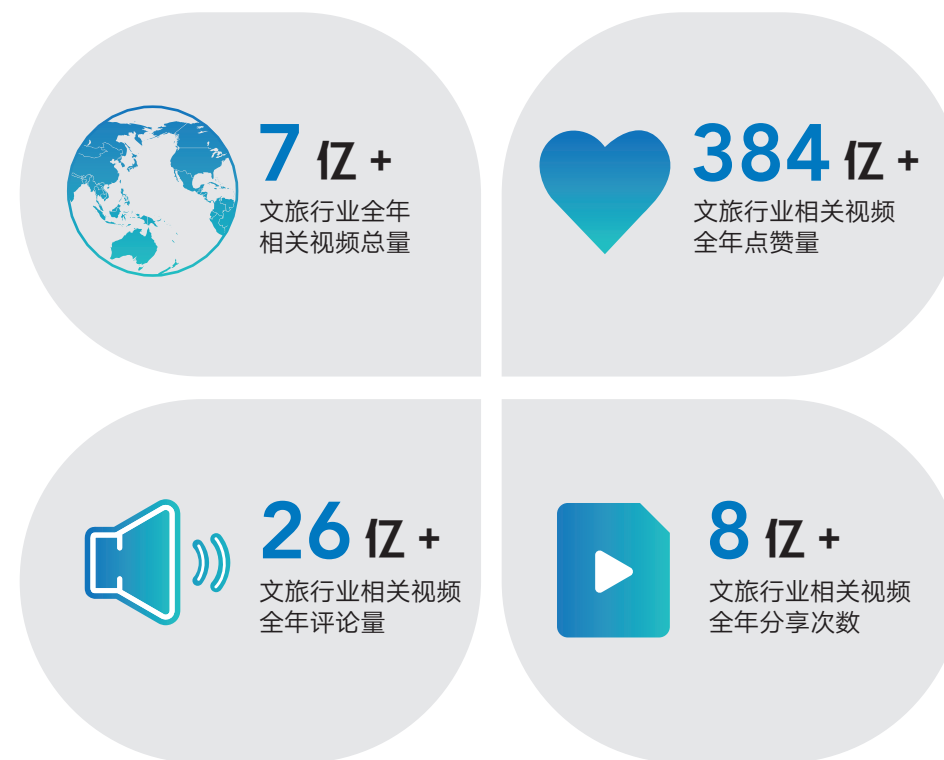 7 亿 +
文旅行业全年
相关视频总量
384 亿 +
文旅行业相关视频
全年点赞量
26 亿 +
文旅行业相关视频
全年评论量
8 亿 +
文旅行业相关视频
全年分享次数